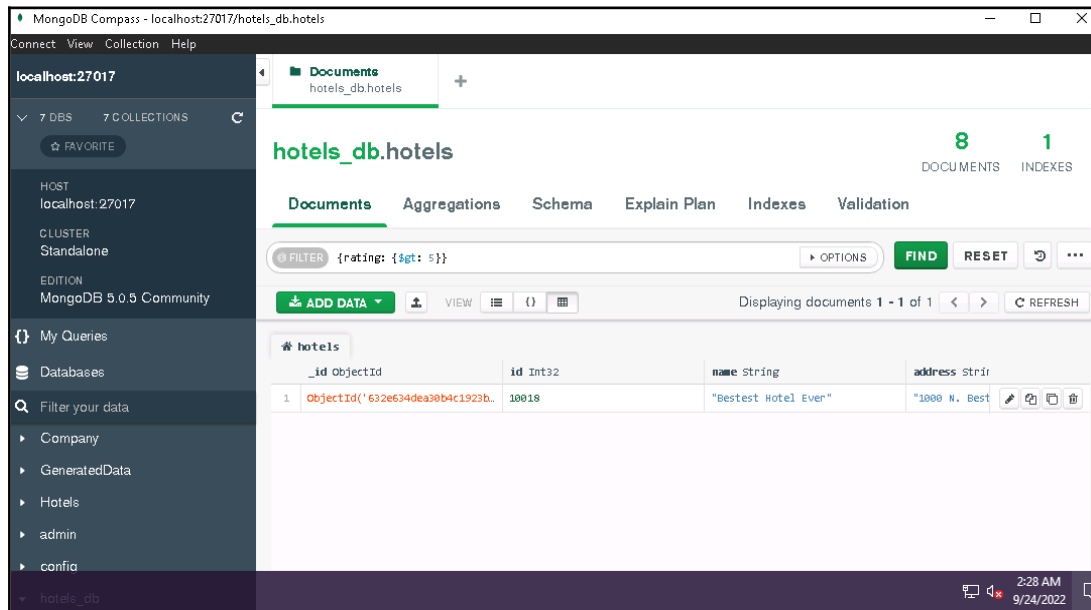 MongoDB Compass - localhost:27017/hotels_db.hotels
Connect View Collection Help
localhost:27017
Documents
hotels_db.hotels
7 DBS 7 COLLECTIONS
FAVORITE
hotels_db.hotels
8 1
DOCUMENTS INDEXES
HOST
localhost:27017
Documents Aggregations Schema Explain Plan Indexes Validation
CLUSTER
Standalone
FILTER {rating: {$gt: 5}} OPTIONS FIND RESET
EDITION
MongoDB 5.0.5 Community
ADD DATA VIEW {} Displaying documents 1 - 1 of 1 < > REFRESH
{} My Queries
hotels
Databases
_id ObjectId id Int32 name String address Strin
Filter your data
1 ObjectId('632e634dea30b4c1923b… 10018 "Bestest Hotel Ever" "1000 N. Best
Company
GeneratedData
Hotels
admin
config
hotels_db
2:28 AM
9/24/2022